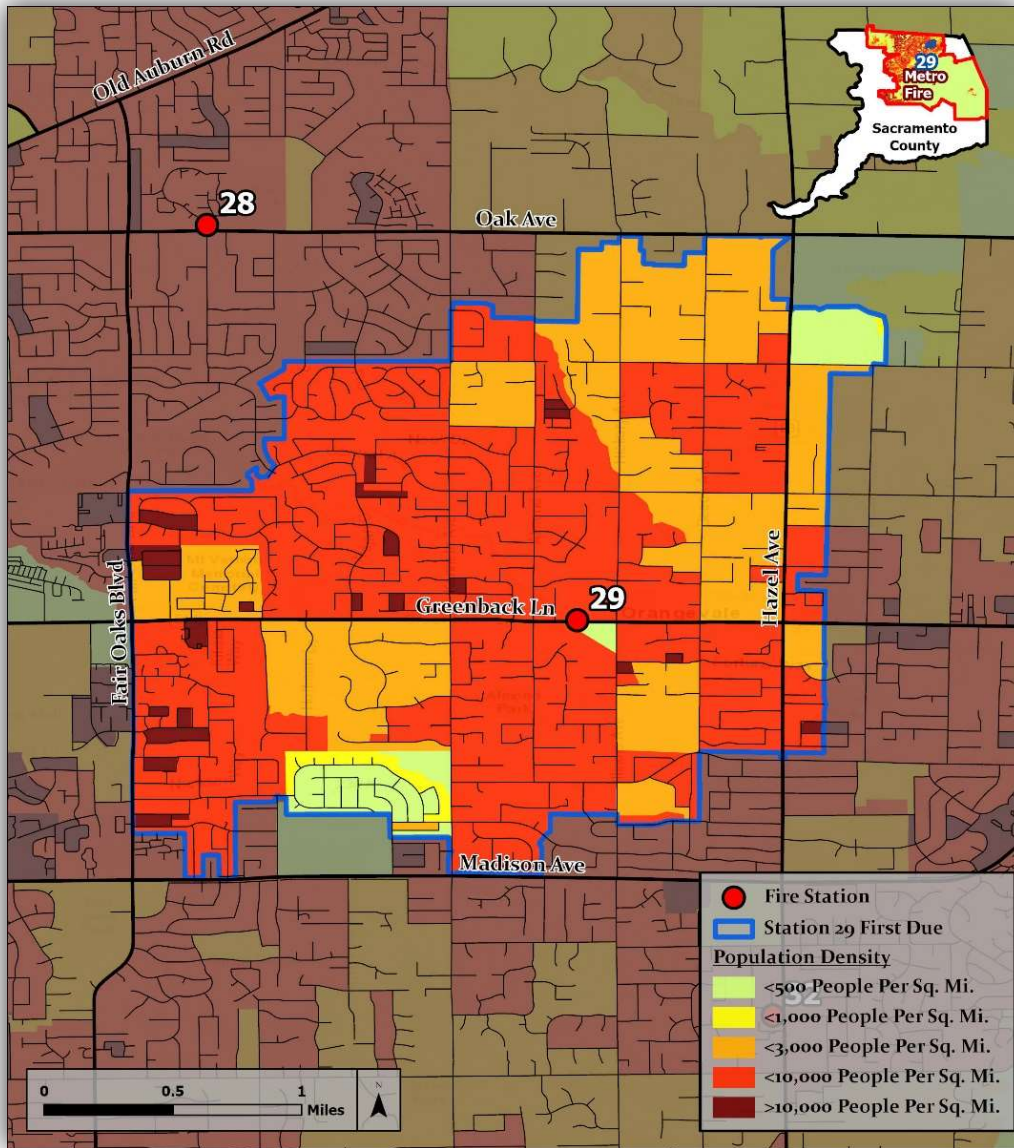 Old Auburn Rd
29
Metro
Fire
Sacramento
County
28
Oak Ave
Fair Oaks Blvd
Greenback Ln
29
Orangevale
Hazel Ave
Madison Ave
Fire Station
Station 29 First Due
Population Density
<500 People Per Sq. Mi.
32
<1,000 People Per Sq. Mi.
<3,000 People Per Sq. Mi.
<10,000 People Per Sq. Mi.
>10,000 People Per Sq. Mi.
0 0.5 1
Miles
N